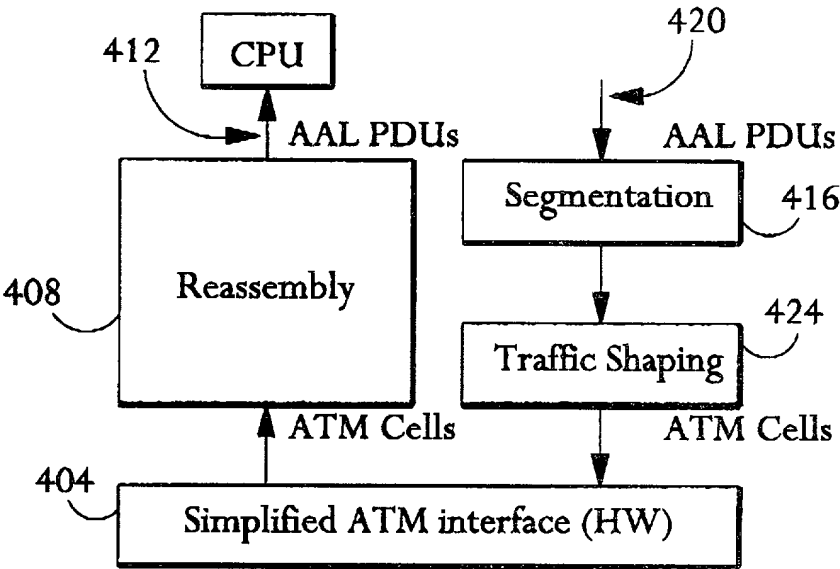 420
412
CPU
AAL PDUs
AAL PDUs
Segmentation
416
408
Reassembly
424
Traffic Shaping
ATM Cells
ATM Cells
404
Simplified ATM interface (HW)